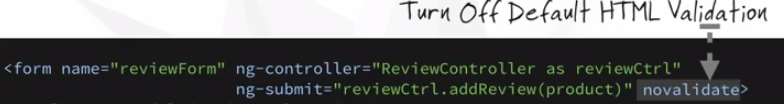 Turn Off Default HTML Validation
<form name="reviewForm" ng-controller="ReviewController as reviewCtrl"
ng-submit="reviewCtrl.addReview(product)" novalidate>